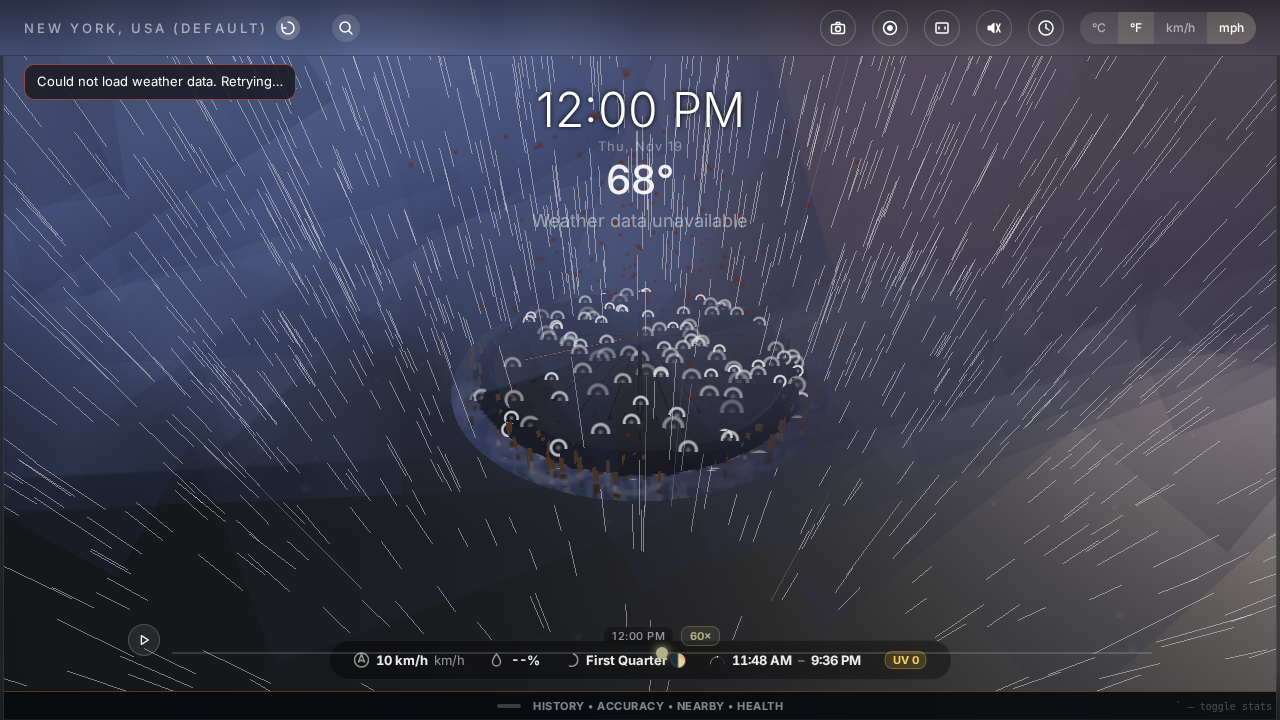 NEW YORK, USA (DEFAULT)
°C °F km/h mph
Could not load weather data. Retrying...
12:00 PM
Thu, Nov 19
68°
Weather data unavailable
12:00 PM 60×
10 km/h km/h --% First Quarter 11:48 AM – 9:36 PM UV 0
HISTORY • ACCURACY • NEARBY • HEALTH
` — toggle stats